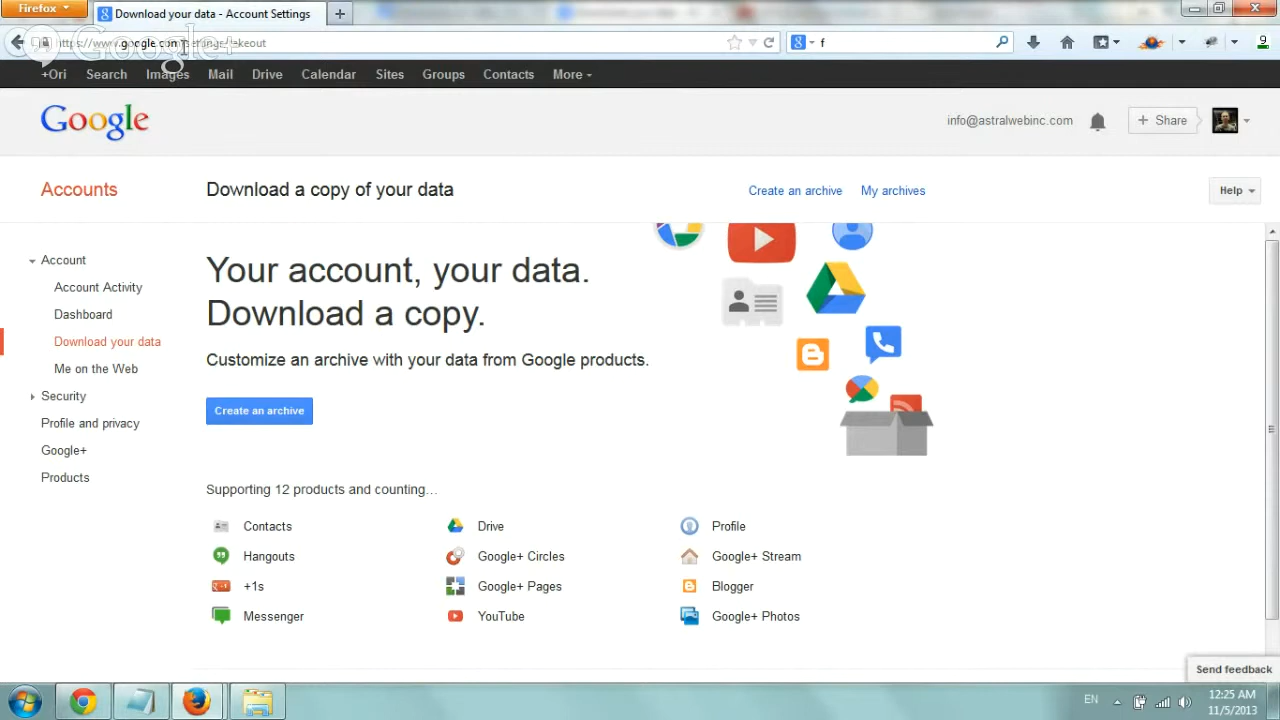 Firefox
Download your data - Account Settings
Google+
google.com
f
9
+Ori Search Images Mail Drive Calendar Sites Groups Contacts More
Google
info@astralwebinc.com
+ Share
Accounts
Download a copy of your data
Create an archive
My archives
Help
Account
Account Activity
Dashboard
Download your data
Me on the Web
Security
Profile and privacy
Google+
Products
Your account, your data.
Download a copy.
Customize an archive with your data from Google products.
Create an archive
Supporting 12 products and counting…
Contacts Drive Profile
Hangouts Google+ Circles Google+ Stream
+1s Google+ Pages Blogger
Messenger YouTube Google+ Photos
Send feedback
EN
12:25 AM
11/5/2013